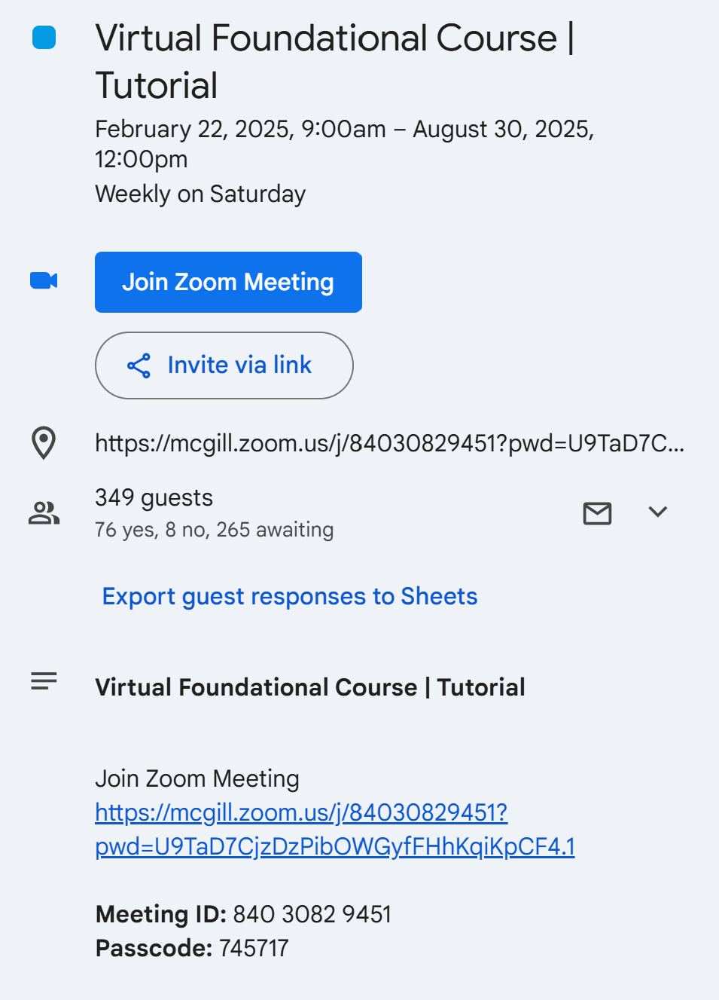 Virtual Foundational Course |
Tutorial
February 22, 2025, 9:00am – August 30, 2025,
12:00pm
Weekly on Saturday
Join Zoom Meeting
Invite via link
https://mcgill.zoom.us/j/84030829451?pwd=U9TaD7C...
349 guests
76 yes, 8 no, 265 awaiting
Export guest responses to Sheets
Virtual Foundational Course | Tutorial
Join Zoom Meeting
https://mcgill.zoom.us/j/84030829451?
pwd=U9TaD7CjzDzPibOWGyfFHhKqiKpCF4.1
Meeting ID: 840 3082 9451
Passcode: 745717